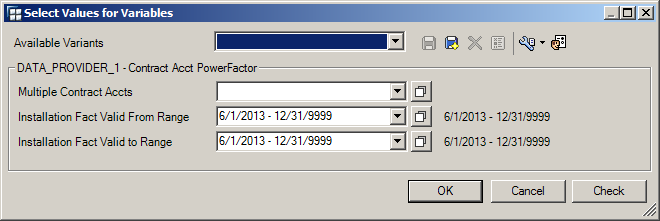 Select Values for Variables
Available Variants
DATA_PROVIDER_1 - Contract Acct PowerFactor
Multiple Contract Accts
Installation Fact Valid From Range 6/1/2013 - 12/31/9999 6/1/2013 - 12/31/9999
Installation Fact Valid to Range 6/1/2013 - 12/31/9999 6/1/2013 - 12/31/9999
OK Cancel Check